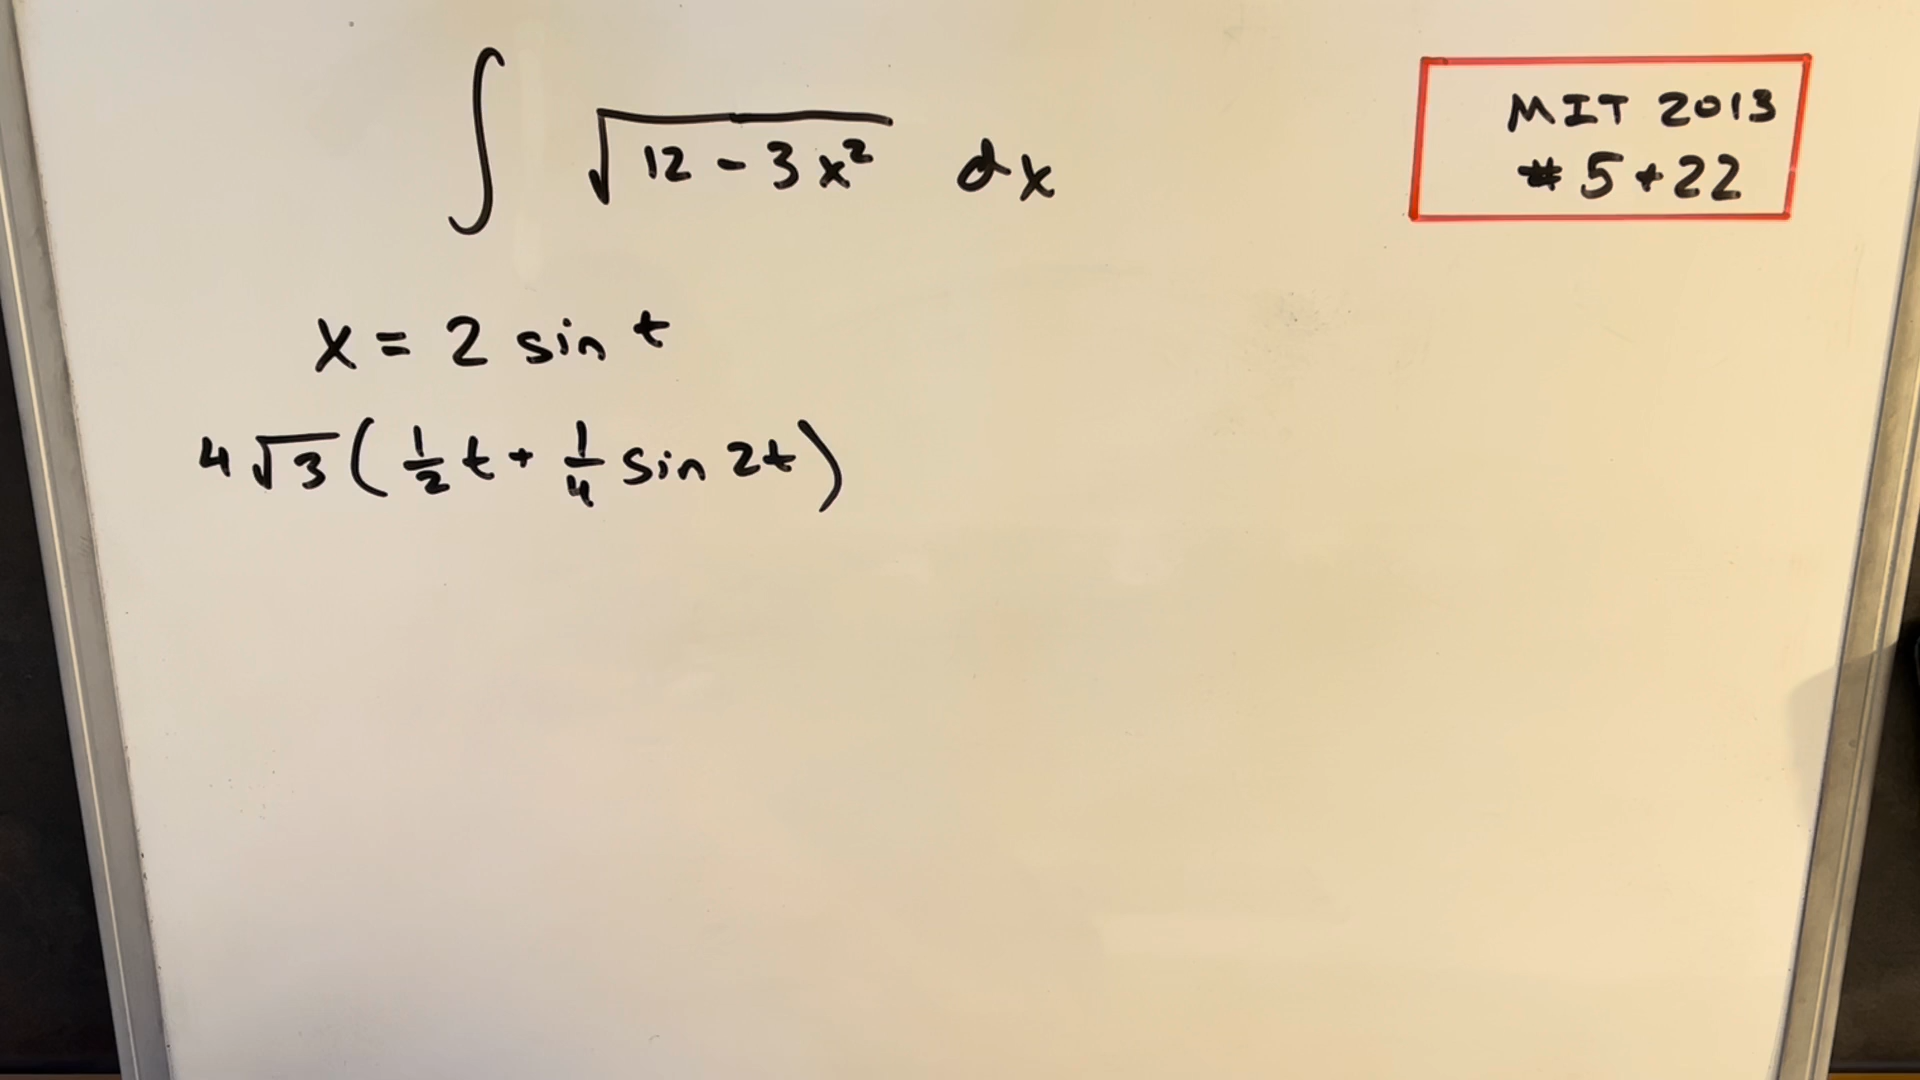 ∫ √(12 - 3x²) dx
MIT 2013
# 5 + 22
x = 2 sin t
4√3 (½t + ¼ sin 2t)